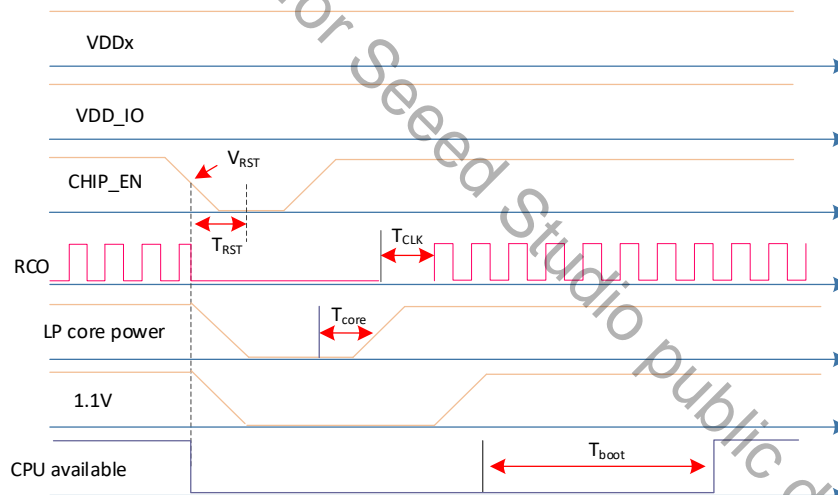 VDDx
VDD_IO
VRST
CHIP_EN
TRST
TCLK
RCO
Tcore
LP core power
1.1V
Tboot
CPU available
for Seeed Studio public